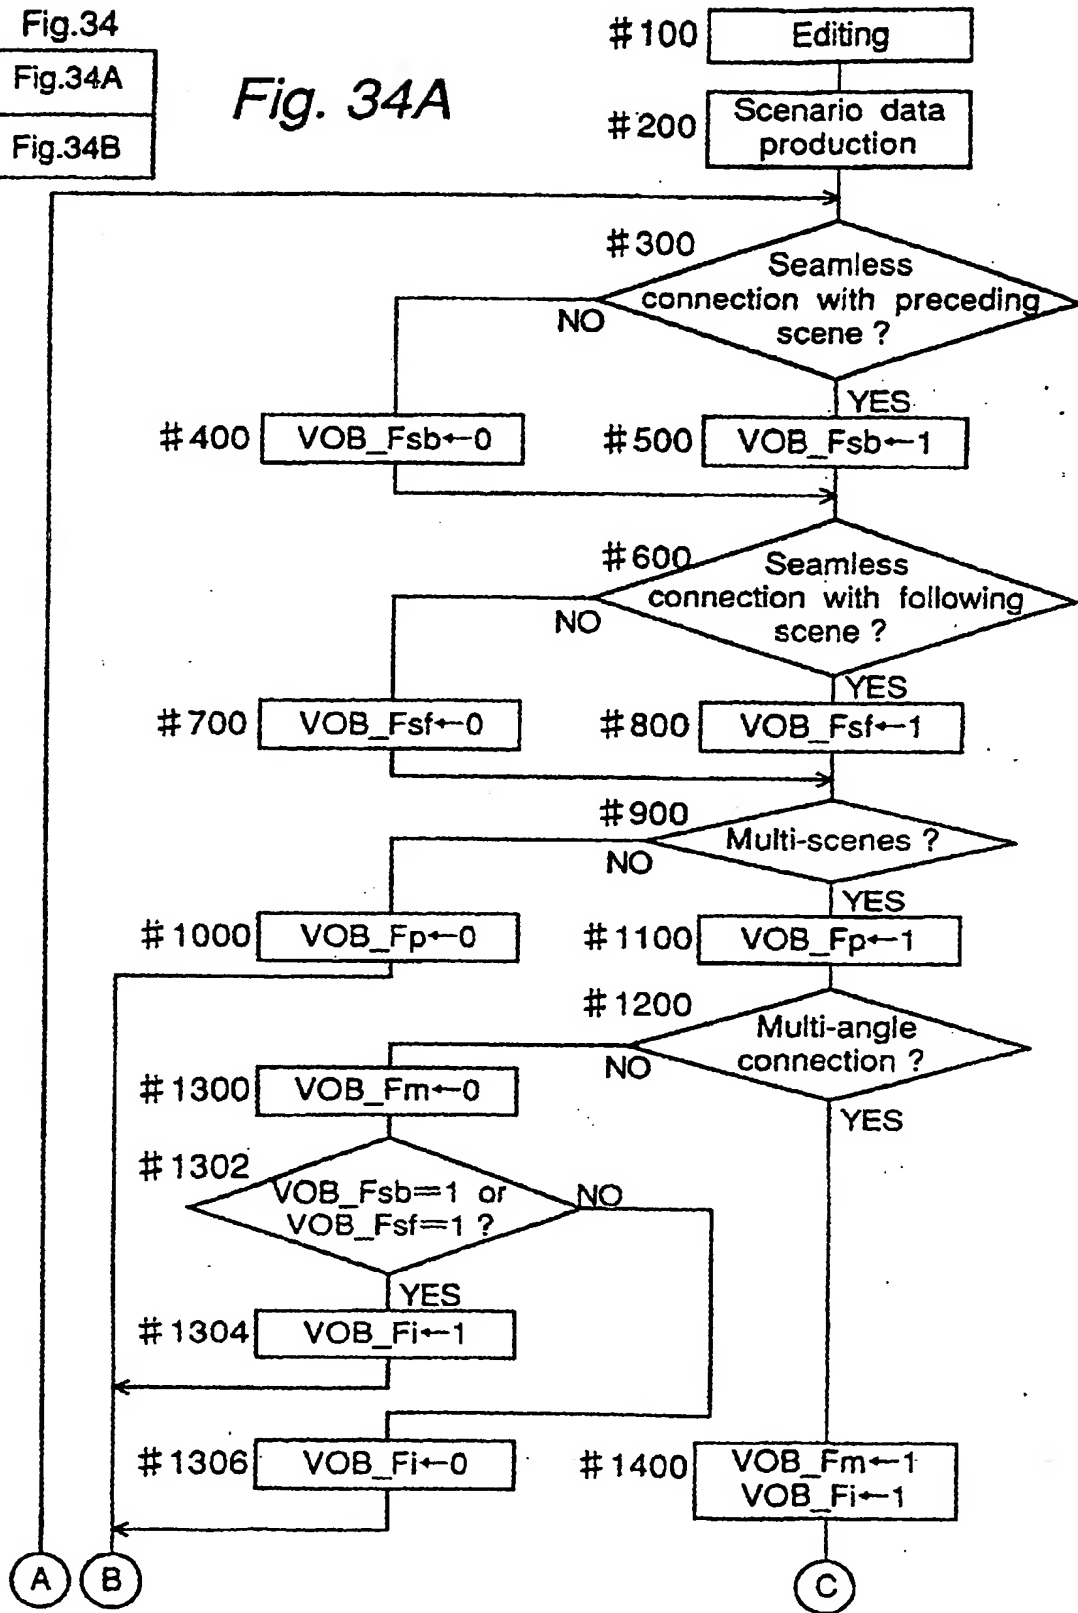 Fig.34
Fig.34A
Fig.34B
Fig. 34A
#100
Editing
#200
Scenario data
production
#300
Seamless
connection with preceding
scene ?
NO
YES
#400
VOB_Fsb←0
#500
VOB_Fsb←1
#600
Seamless
connection with following
scene ?
NO
YES
#700
VOB_Fsf←0
#800
VOB_Fsf←1
#900
Multi-scenes ?
NO
YES
#1000
VOB_Fp←0
#1100
VOB_Fp←1
#1200
Multi-angle
connection ?
NO
YES
#1300
VOB_Fm←0
#1302
VOB_Fsb=1 or
VOB_Fsf=1 ?
NO
YES
#1304
VOB_Fi←1
#1306
VOB_Fi←0
#1400
VOB_Fm←1
VOB_Fi←1
A
B
C